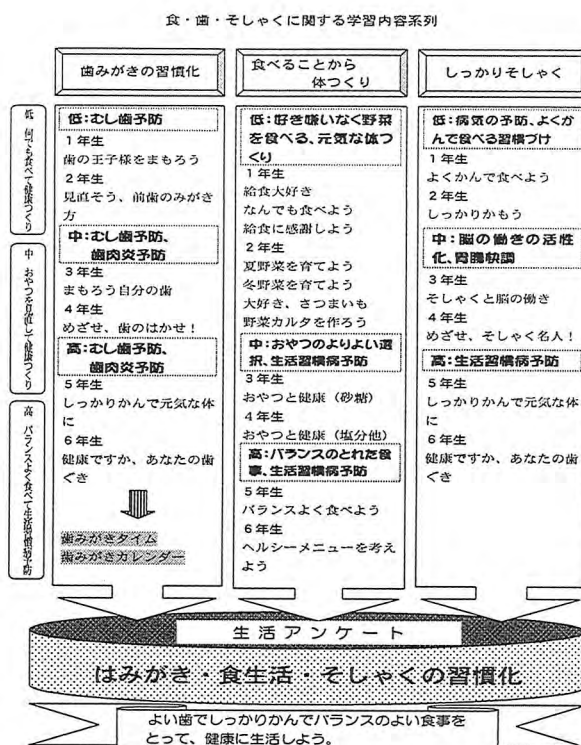 食・歯・そしゃくに関する学習内容系列
歯みがきの習慣化
食べることから
体つくり
しっかりそしゃく
低 何でも食べて健康つくり
中 おやつを見直して健康つくり
高 バランスよく食べて生活習慣病予防
低:むし歯予防
1年生
歯の王子様をまもろう
2年生
見直そう、前歯のみがき
方
中:むし歯予防、
歯肉炎予防
3年生
まもろう自分の歯
4年生
めざせ、歯のはかせ!
高:むし歯予防、
歯肉炎予防
5年生
しっかりかんで元気な体
に
6年生
健康ですか、あなたの歯
ぐき
歯みがきタイム
歯みがきカレンダー
低:好き嫌いなく野菜
を食べる、元気な体つ
くり
1年生
給食大好き
なんでも食べよう
給食に感謝しよう
2年生
夏野菜を育てよう
冬野菜を育てよう
大好き、さつまいも
野菜カルタを作ろう
中:おやつのよりよい選
択、生活習慣病予防
3年生
おやつと健康(砂糖)
4年生
おやつと健康(塩分他)
高:バランスのとれた食
事、生活習慣病予防
5年生
バランスよく食べよう
6年生
ヘルシーメニューを考え
よう
低:病気の予防、よくか
んで食べる習慣づけ
1年生
よくかんで食べよう
2年生
しっかりかもう
中:脳の働きの活性
化、胃腸快調
3年生
そしゃくと脳の働き
4年生
めざせ、そしゃく名人!
高:生活習慣病予防
5年生
しっかりかんで元気な体
に
6年生
健康ですか、あなたの歯
ぐき
生活アンケート
はみがき・食生活・そしゃくの習慣化
よい歯でしっかりかんでバランスのよい食事を
とって、健康に生活しよう。